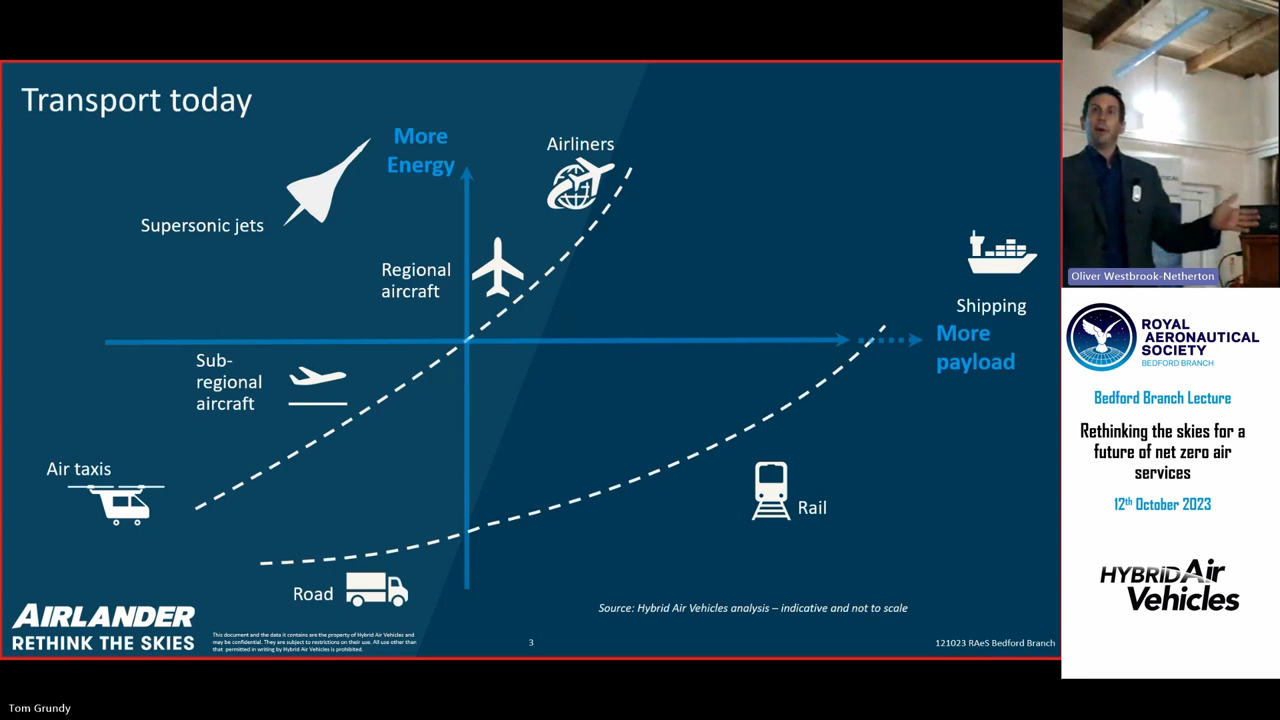 Transport today
More
Energy
Airliners
Supersonic jets
Regional
aircraft
Shipping
More
payload
Sub-
regional
aircraft
Air taxis
Rail
Road
Source: Hybrid Air Vehicles analysis – indicative and not to scale
AIRLANDER
RETHINK THE SKIES
This document and the data it contains are the property of Hybrid Air Vehicles and
may be confidential. They are subject to restrictions on their use. All use other than
that permitted in writing by Hybrid Air Vehicles is prohibited.
3
121023 RAeS Bedford Branch
Oliver Westbrook-Netherton
ROYAL
AERONAUTICAL
SOCIETY
BEDFORD BRANCH
Bedford Branch Lecture
Rethinking the skies for a
future of net zero air
services
12th October 2023
HYBRID Air
Vehicles
Tom Grundy